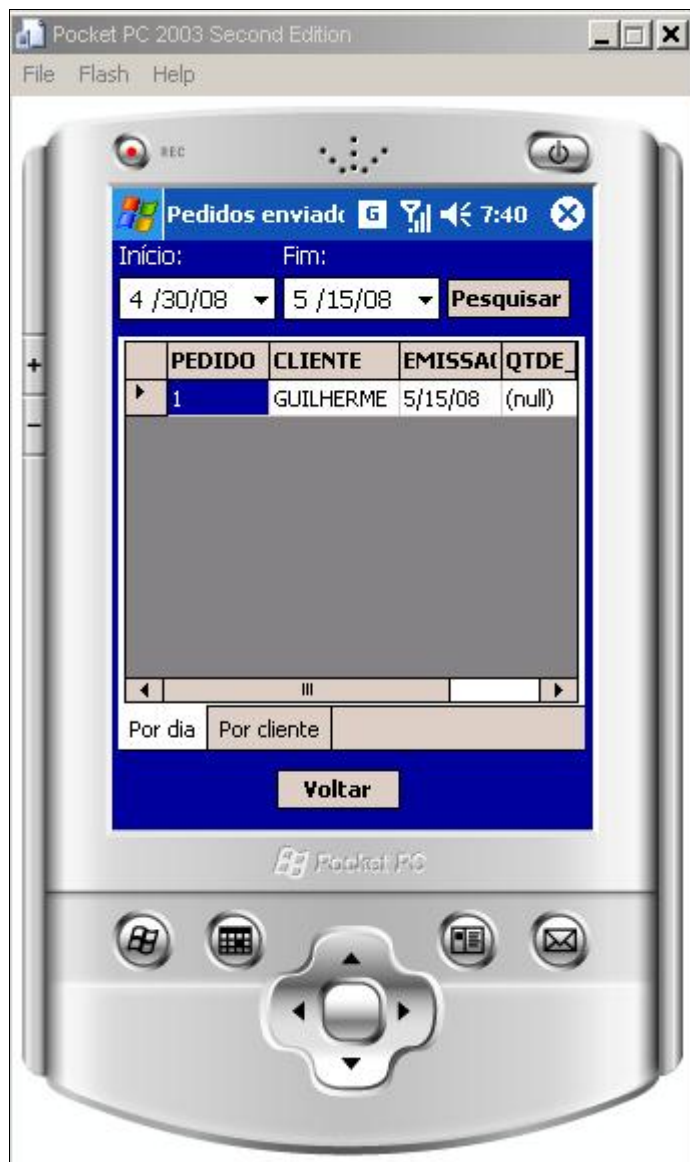 Pocket PC 2003 Second Edition
File Flash Help
REC
Pedidos enviad G 7:40
Início: Fim:
4 /30/08 5 /15/08 Pesquisar
PEDIDO CLIENTE EMISSA QTDE_
1 GUILHERME 5/15/08 (null)
Por dia Por cliente
Voltar
Pocket PC
+
-